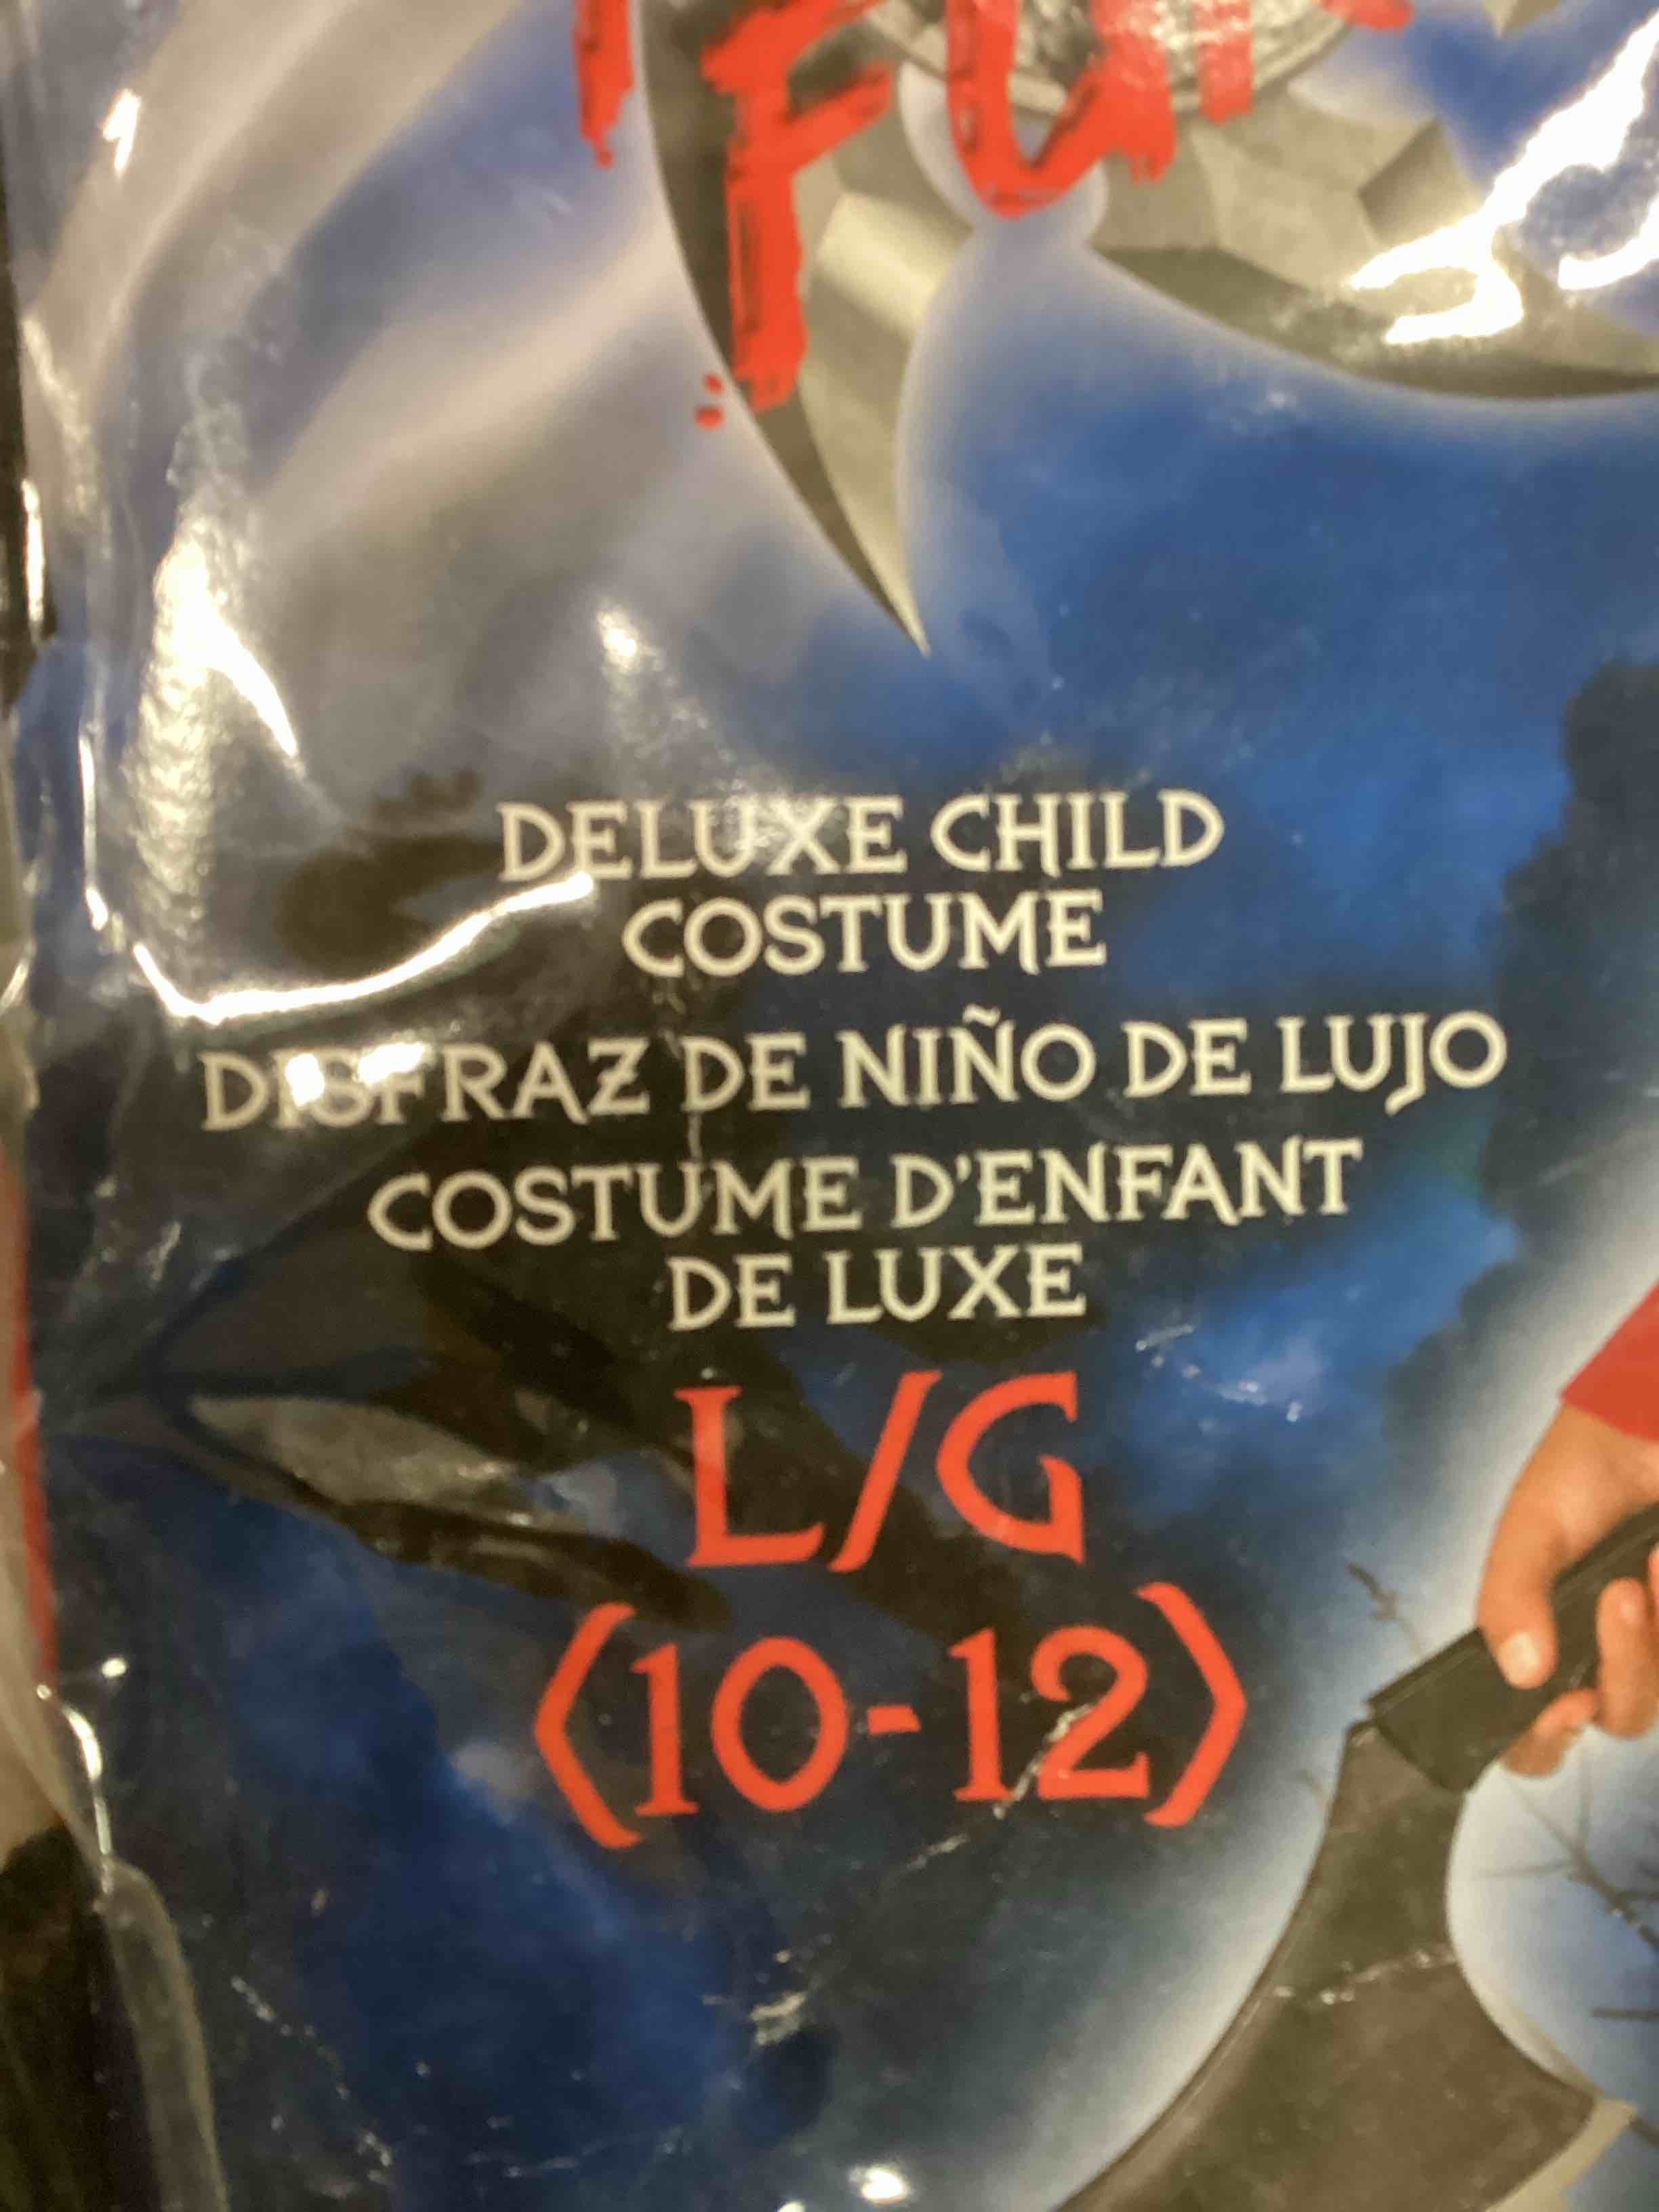 DELUXE CHILD
COSTUME
DISFRAZ DE NIÑO DE LUJO
COSTUME D'ENFANT
DE LUXE
L/G
(10-12)